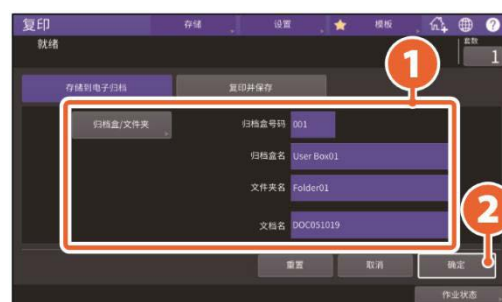 复印
存储 设置 模板
就绪
套数
1
存储到电子归档 复印并保存
1
归档盒/文件夹 归档盒号码 001
归档盒名 User Box01
文件夹名 Folder01
文档名 DOC051019
2
重置 取消 确定
作业状态